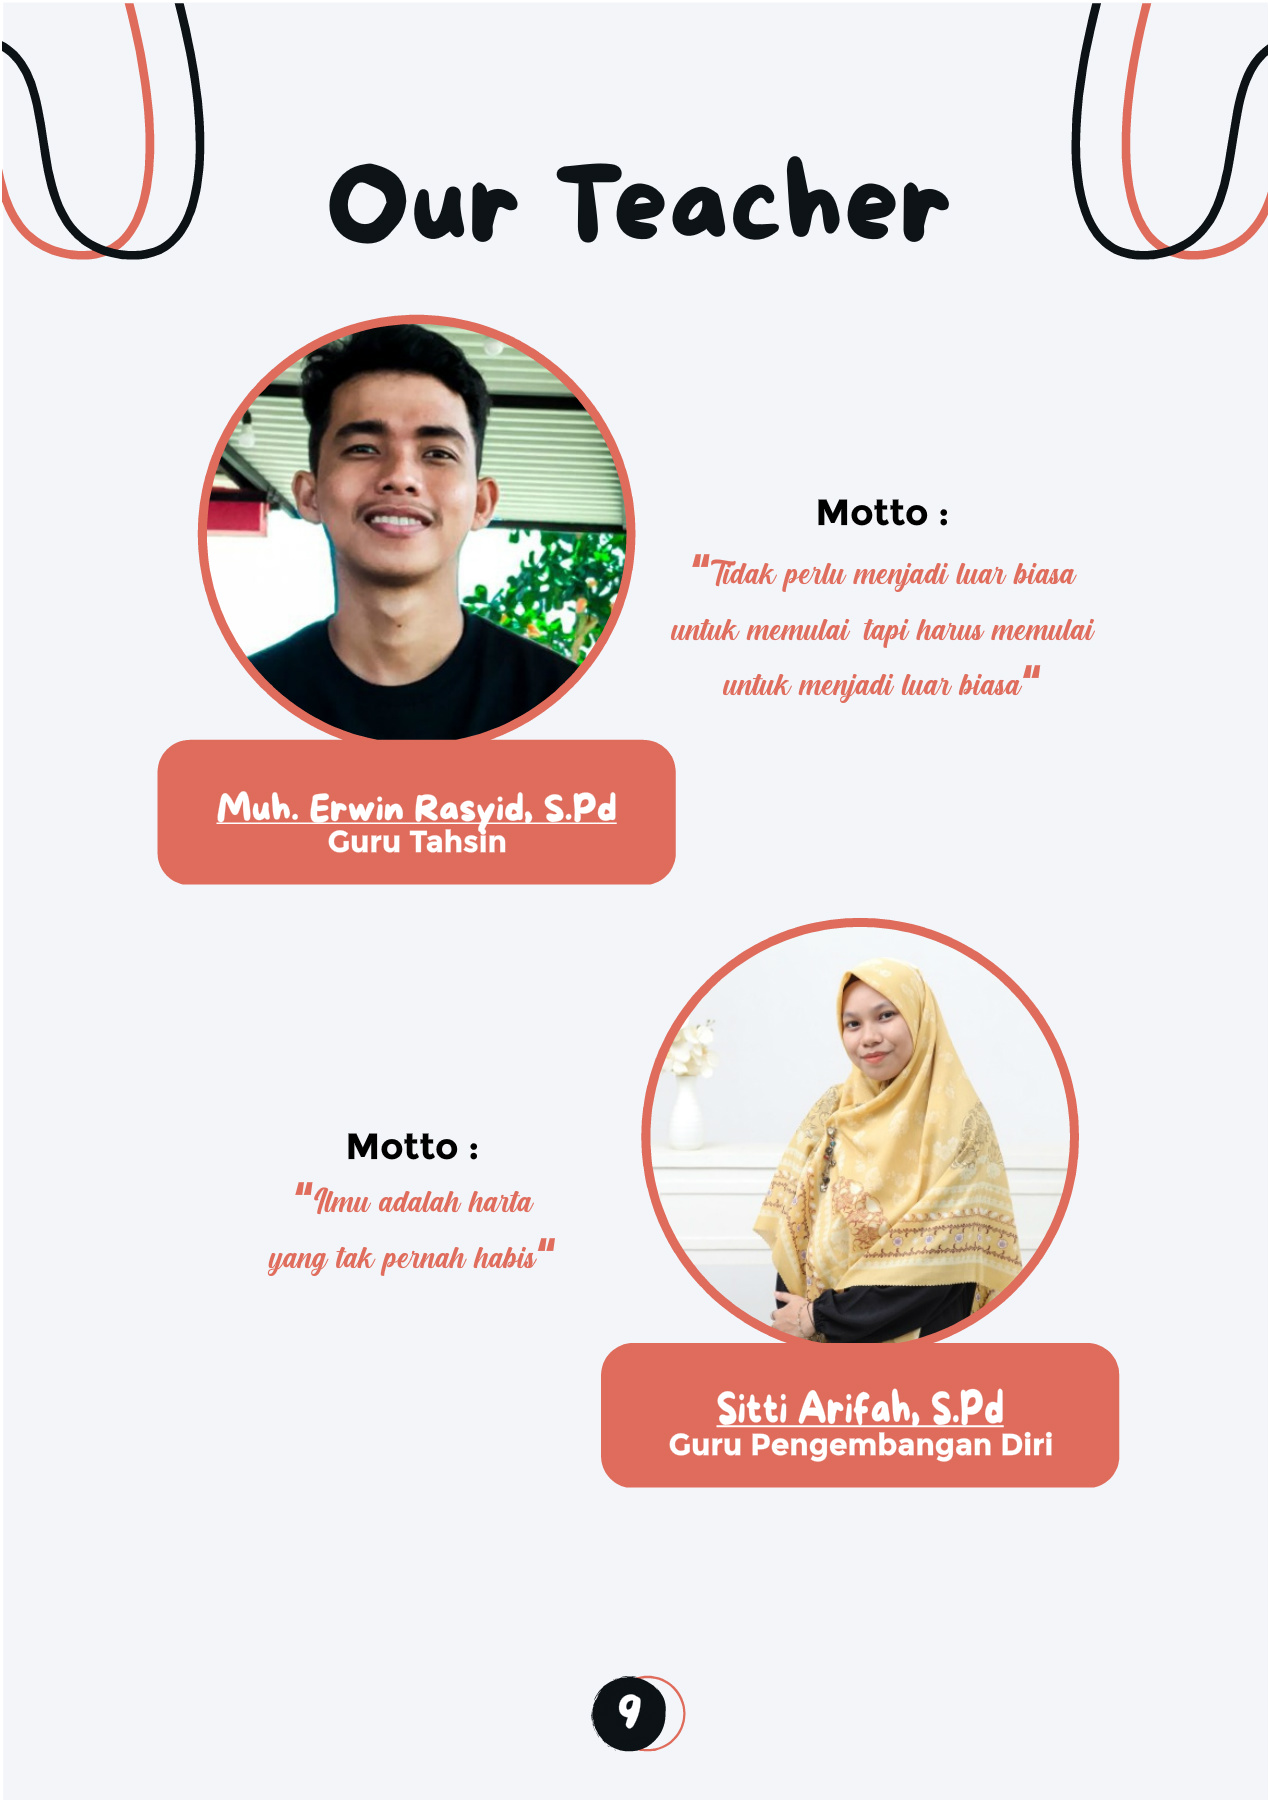 Our Teacher
Motto :
"Tidak perlu menjadi luar biasa
untuk memulai tapi harus memulai
untuk menjadi luar biasa"
Muh. Erwin Rasyid, S.Pd
Guru Tahsin
Motto :
"Ilmu adalah harta
yang tak pernah habis"
Sitti Arifah, S.Pd
Guru Pengembangan Diri
9